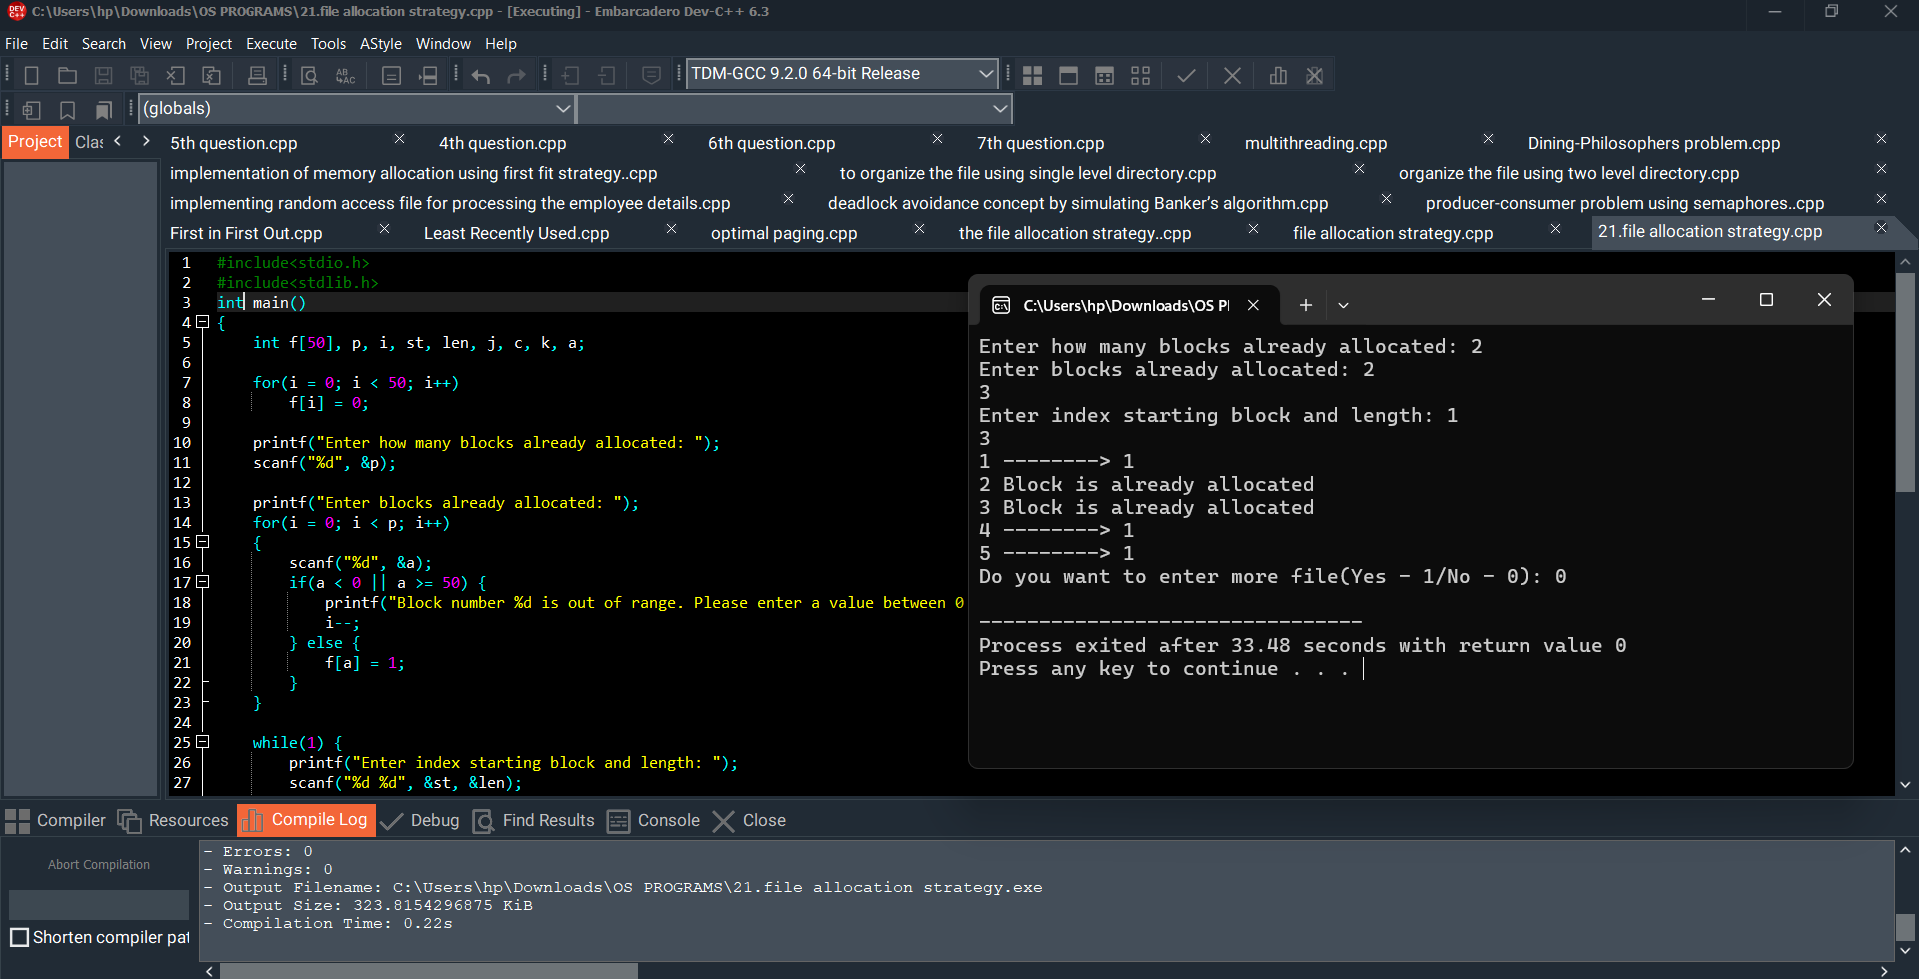 C:\Users\hp\Downloads\OS PROGRAMS\21.file allocation strategy.cpp - [Executing] - Embarcadero Dev-C++ 6.3
File Edit Search View Project Execute Tools AStyle Window Help
TDM-GCC 9.2.0 64-bit Release
(globals)
Project Clas
5th question.cpp 4th question.cpp 6th question.cpp 7th question.cpp multithreading.cpp Dining-Philosophers problem.cpp
implementation of memory allocation using first fit strategy..cpp to organize the file using single level directory.cpp organize the file using two level directory.cpp
implementing random access file for processing the employee details.cpp deadlock avoidance concept by simulating Banker's algorithm.cpp producer-consumer problem using semaphores..cpp
First in First Out.cpp Least Recently Used.cpp optimal paging.cpp the file allocation strategy..cpp file allocation strategy.cpp 21.file allocation strategy.cpp
1 #include<stdio.h>
2 #include<stdlib.h>
3 int main()
4 {
5 int f[50], p, i, st, len, j, c, k, a;
6
7 for(i = 0; i < 50; i++)
8 f[i] = 0;
9
10 printf("Enter how many blocks already allocated: ");
11 scanf("%d", &p);
12
13 printf("Enter blocks already allocated: ");
14 for(i = 0; i < p; i++)
15 {
16 scanf("%d", &a);
17 if(a < 0 || a >= 50) {
18 printf("Block number %d is out of range. Please enter a value between 0
19 i--;
20 } else {
21 f[a] = 1;
22 }
23 }
24
25 while(1) {
26 printf("Enter index starting block and length: ");
27 scanf("%d %d", &st, &len);
C:\Users\hp\Downloads\OS P
Enter how many blocks already allocated: 2
Enter blocks already allocated: 2
3
Enter index starting block and length: 1
3
1 --------> 1
2 Block is already allocated
3 Block is already allocated
4 --------> 1
5 --------> 1
Do you want to enter more file(Yes - 1/No - 0): 0
--------------------------------
Process exited after 33.48 seconds with return value 0
Press any key to continue . . .
Compiler Resources Compile Log Debug Find Results Console Close
Abort Compilation
Shorten compiler pat
- Errors: 0
- Warnings: 0
- Output Filename: C:\Users\hp\Downloads\OS PROGRAMS\21.file allocation strategy.exe
- Output Size: 323.8154296875 KiB
- Compilation Time: 0.22s